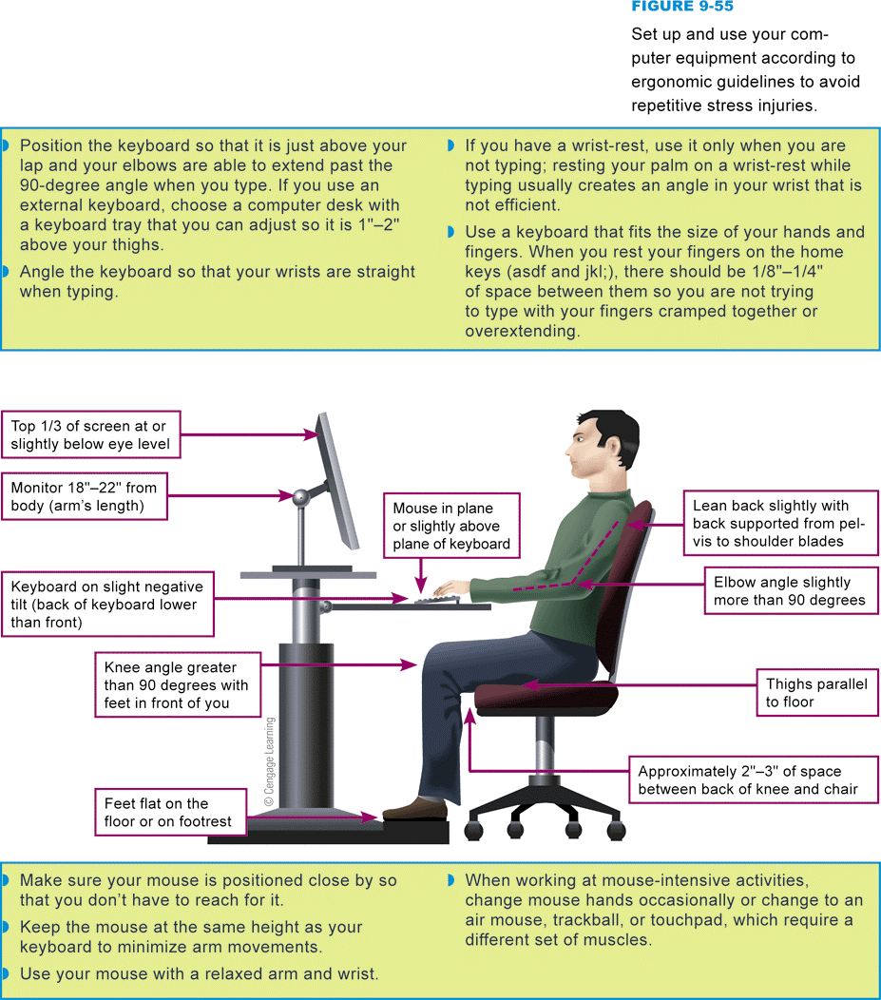 FIGURE 9-55
Set up and use your com-
puter equipment according to
ergonomic guidelines to avoid
repetitive stress injuries.
Position the keyboard so that it is just above your
lap and your elbows are able to extend past the
90-degree angle when you type. If you use an
external keyboard, choose a computer desk with
a keyboard tray that you can adjust so it is 1"–2"
above your thighs.
Angle the keyboard so that your wrists are straight
when typing.
If you have a wrist-rest, use it only when you are
not typing; resting your palm on a wrist-rest while
typing usually creates an angle in your wrist that is
not efficient.
Use a keyboard that fits the size of your hands and
fingers. When you rest your fingers on the home
keys (asdf and jkl;), there should be 1/8"–1/4"
of space between them so you are not trying
to type with your fingers cramped together or
overextending.
Top 1/3 of screen at or
slightly below eye level
Monitor 18"–22" from
body (arm's length)
Mouse in plane
or slightly above
plane of keyboard
Lean back slightly with
back supported from pel-
vis to shoulder blades
Keyboard on slight negative
tilt (back of keyboard lower
than front)
Elbow angle slightly
more than 90 degrees
Knee angle greater
than 90 degrees with
feet in front of you
Thighs parallel
to floor
© Cengage Learning
Approximately 2"–3" of space
between back of knee and chair
Feet flat on the
floor or on footrest
Make sure your mouse is positioned close by so
that you don't have to reach for it.
Keep the mouse at the same height as your
keyboard to minimize arm movements.
Use your mouse with a relaxed arm and wrist.
When working at mouse-intensive activities,
change mouse hands occasionally or change to an
air mouse, trackball, or touchpad, which require a
different set of muscles.